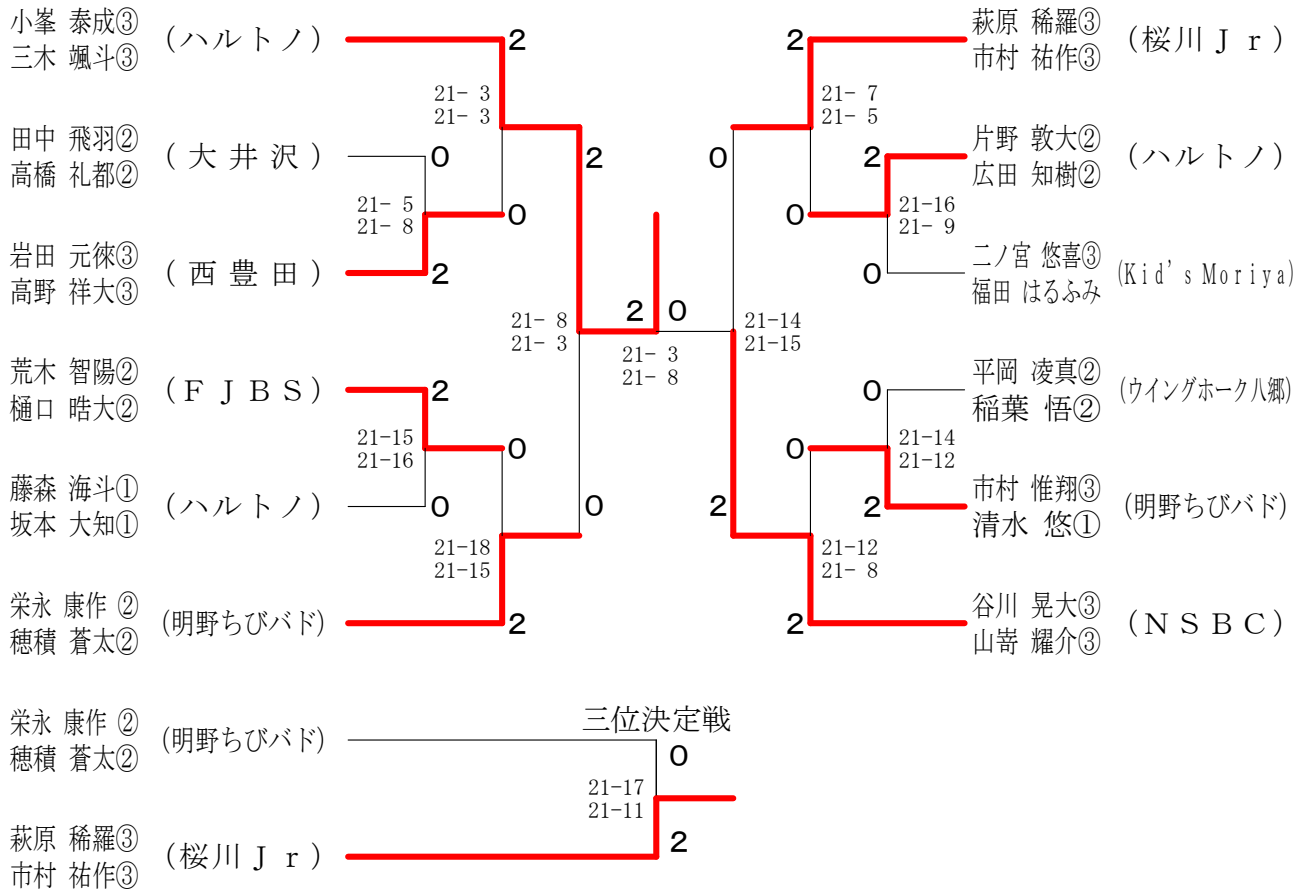 小峯 泰成③
三木 颯斗③
(ハルトノ)
2
21- 3
21- 3
田中 飛羽②
高橋 礼都②
(大井沢)
0
21- 5
21- 8
0
岩田 元徠③
高野 祥大③
(西豊田)
2
2
21- 8
21- 3
荒木 智陽②
樋口 晧大②
(FJBS)
2
21-15
21-16
0
藤森 海斗①
坂本 大知①
(ハルトノ)
0
0
21-18
21-15
栄永 康作 ②
穂積 蒼太②
(明野ちびバド)
2
2 0
21- 3
21- 8
2
萩原 稀羅③
市村 祐作③
(桜川Jr)
21- 7
21- 5
0
2
片野 敦大②
広田 知樹②
(ハルトノ)
0
21-16
21- 9
0
二ノ宮 悠喜③
福田 はるふみ
(Kid's Moriya)
21-14
21-15
0
平岡 凌真②
稲葉 悟②
(ウイングホーク八郷)
0
21-14
21-12
2
2
市村 惟翔③
清水 悠①
(明野ちびバド)
21-12
21- 8
2
谷川 晃大③
山嵜 耀介③
(NSBC)
三位決定戦
栄永 康作 ②
穂積 蒼太②
(明野ちびバド)
0
21-17
21-11
萩原 稀羅③
市村 祐作③
(桜川Jr)
2